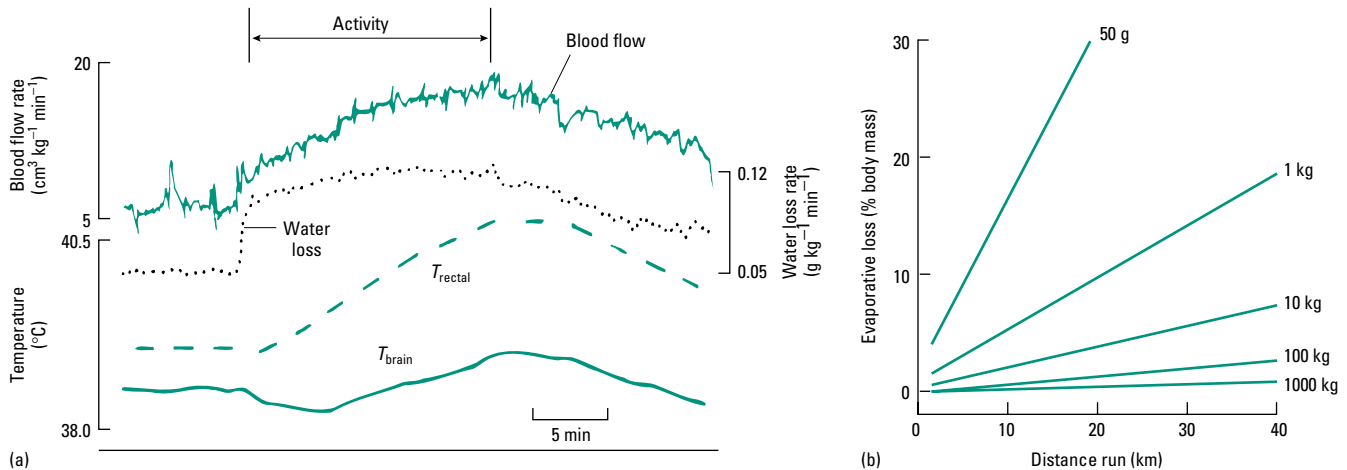 Activity
Blood flow
20
5
Blood flow rate
(cm³ kg⁻¹ min⁻¹)
Water
loss
0.12
0.05
Water loss rate
(g kg⁻¹ min⁻¹)
40.5
38.0
Temperature
(°C)
T_rectal
T_brain
5 min
(a)
30
20
10
0
Evaporative loss (% body mass)
50 g
1 kg
10 kg
100 kg
1000 kg
0 10 20 30 40
Distance run (km)
(b)